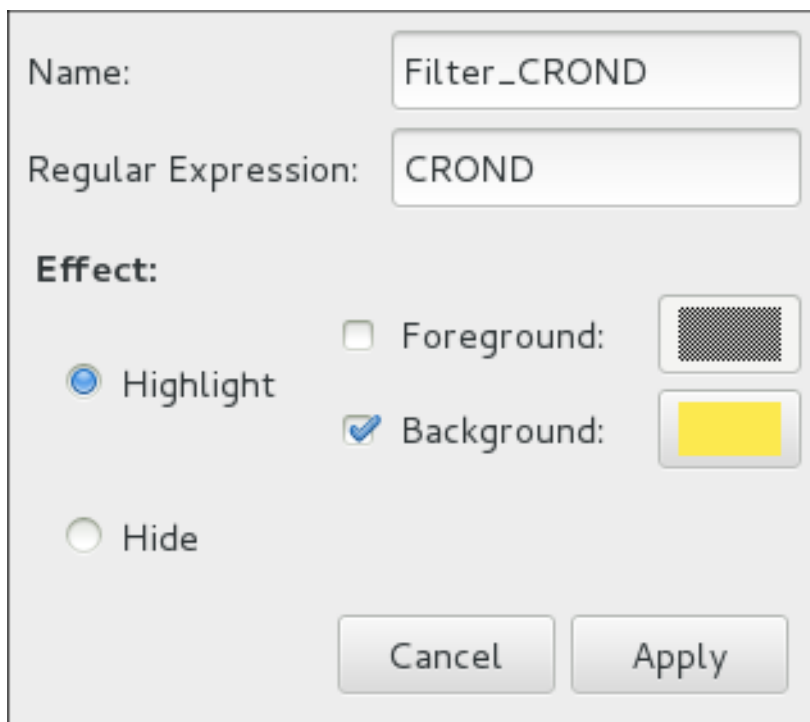 Name: Filter_CROND
Regular Expression: CROND
Effect:
Foreground:
Highlight
Background:
Hide
Cancel Apply